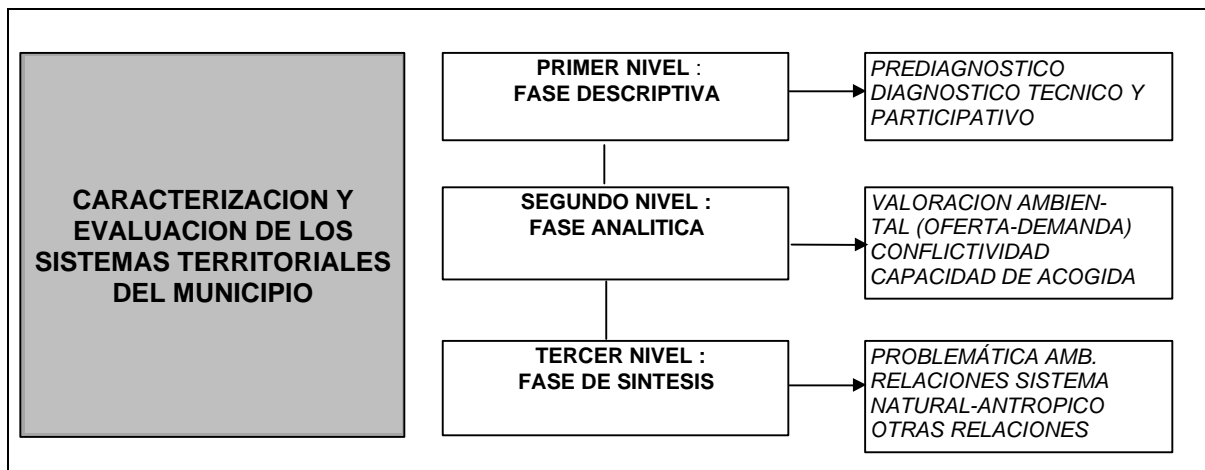 CARACTERIZACION Y
EVALUACION DE LOS
SISTEMAS TERRITORIALES
DEL MUNICIPIO
PRIMER NIVEL :
FASE DESCRIPTIVA
PREDIAGNOSTICO
DIAGNOSTICO TECNICO Y
PARTICIPATIVO
SEGUNDO NIVEL :
FASE ANALITICA
VALORACION AMBIEN-
TAL (OFERTA-DEMANDA)
CONFLICTIVIDAD
CAPACIDAD DE ACOGIDA
TERCER NIVEL :
FASE DE SINTESIS
PROBLEMÁTICA AMB.
RELACIONES SISTEMA
NATURAL-ANTROPICO
OTRAS RELACIONES